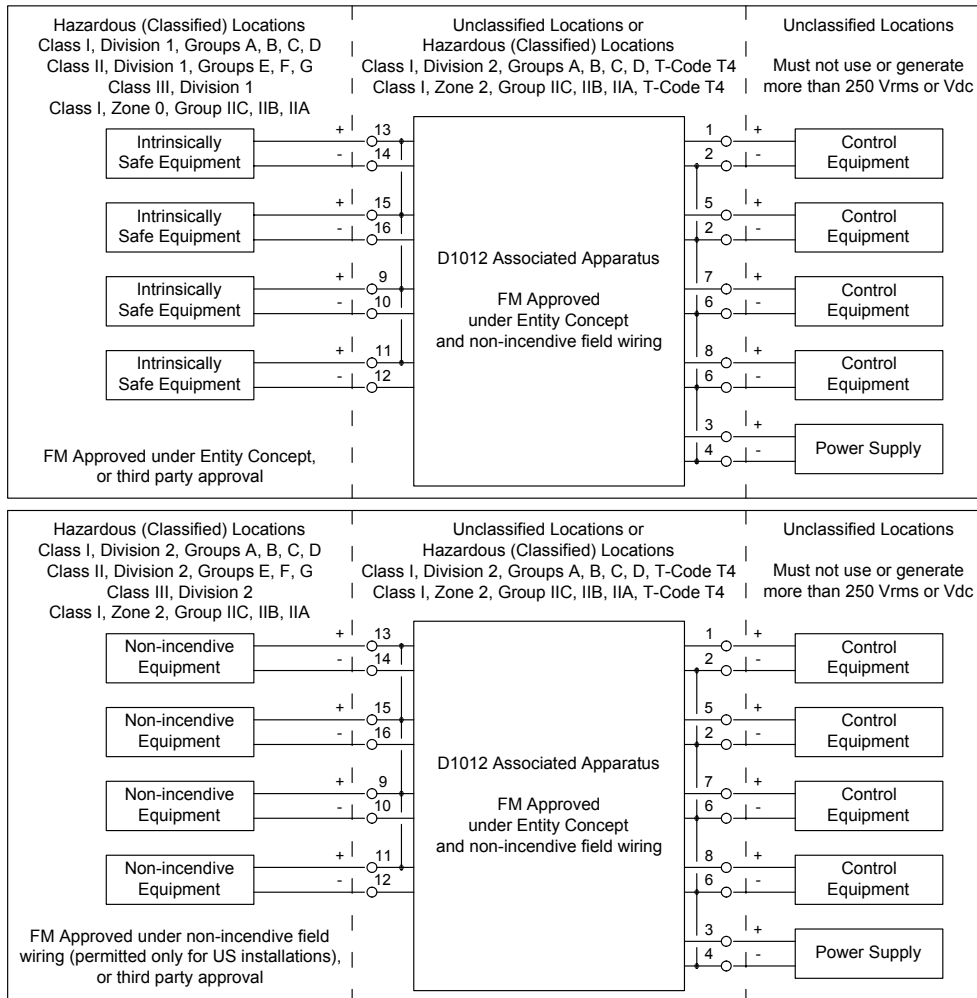 Hazardous (Classified) Locations
Class I, Division 1, Groups A, B, C, D
Class II, Division 1, Groups E, F, G
Class III, Division 1
Class I, Zone 0, Group IIC, IIB, IIA
Unclassified Locations or
Hazardous (Classified) Locations
Class I, Division 2, Groups A, B, C, D, T-Code T4
Class I, Zone 2, Group IIC, IIB, IIA, T-Code T4
Unclassified Locations
Must not use or generate
more than 250 Vrms or Vdc
Intrinsically
Safe Equipment
+ 13
- 14
1 +
2 -
Control
Equipment
Intrinsically
Safe Equipment
+ 15
- 16
5 +
2 -
Control
Equipment
D1012 Associated Apparatus
FM Approved
under Entity Concept
and non-incendive field wiring
Intrinsically
Safe Equipment
+ 9
- 10
7 +
6 -
Control
Equipment
Intrinsically
Safe Equipment
+ 11
- 12
8 +
6 -
Control
Equipment
3 +
4 -
Power Supply
FM Approved under Entity Concept,
or third party approval
Hazardous (Classified) Locations
Class I, Division 2, Groups A, B, C, D
Class II, Division 2, Groups E, F, G
Class III, Division 2
Class I, Zone 2, Group IIC, IIB, IIA
Unclassified Locations or
Hazardous (Classified) Locations
Class I, Division 2, Groups A, B, C, D, T-Code T4
Class I, Zone 2, Group IIC, IIB, IIA, T-Code T4
Unclassified Locations
Must not use or generate
more than 250 Vrms or Vdc
Non-incendive
Equipment
+ 13
- 14
1 +
2 -
Control
Equipment
Non-incendive
Equipment
+ 15
- 16
5 +
2 -
Control
Equipment
D1012 Associated Apparatus
FM Approved
under Entity Concept
and non-incendive field wiring
Non-incendive
Equipment
+ 9
- 10
7 +
6 -
Control
Equipment
Non-incendive
Equipment
+ 11
- 12
8 +
6 -
Control
Equipment
3 +
4 -
Power Supply
FM Approved under non-incendive field
wiring (permitted only for US installations),
or third party approval